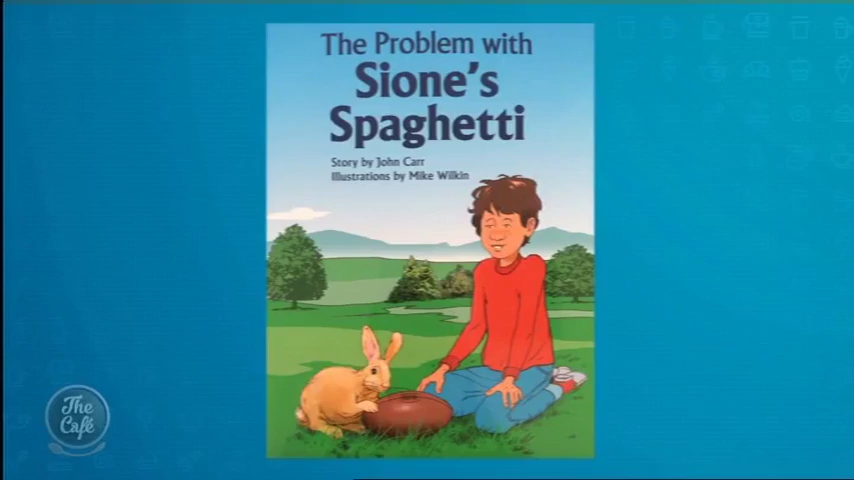 The Problem with
Sione's
Spaghetti
Story by John Carr
Illustrations by Mike Wilkin
The
Café